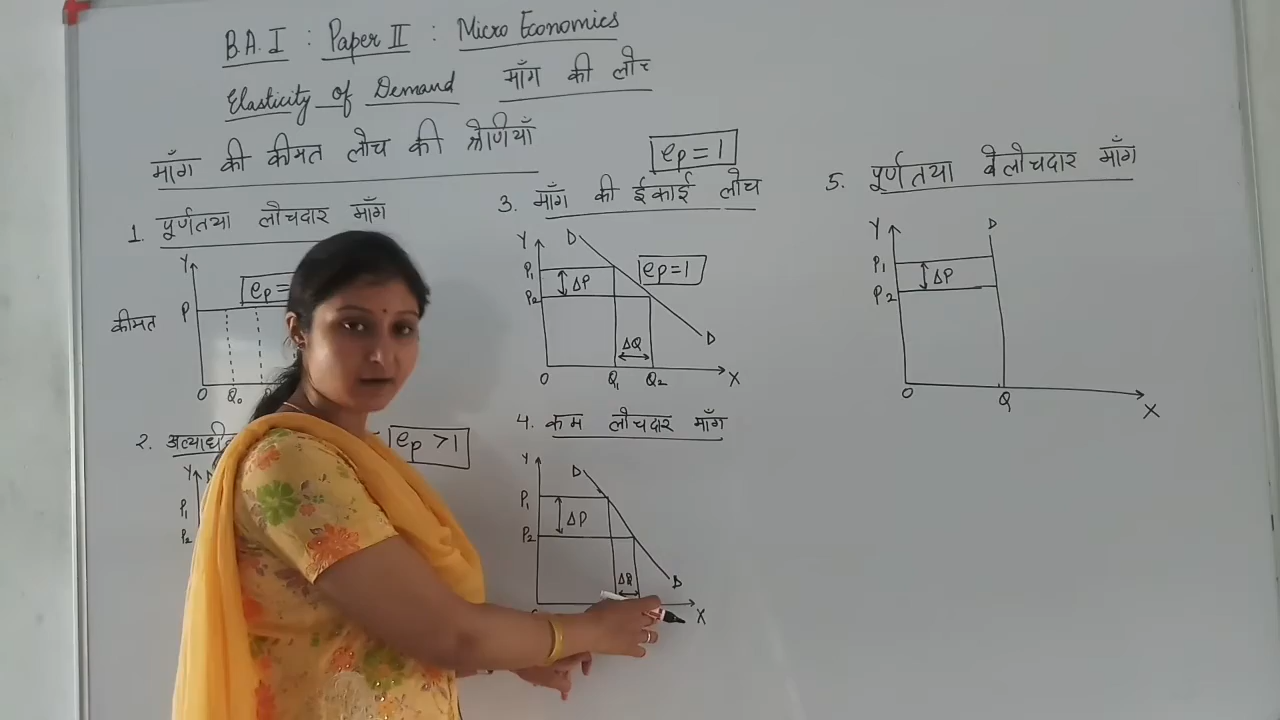 B.A. I : Paper II : Micro Economics
Elasticity of Demand माँग की लोच
माँग की कीमत लोच की श्रेणियाँ
1. पूर्णतया लौचदार माँग
Y
ep=
कीमत P
O Q₀
2.
ep >1
Y
P₁
P₂
ep = 1
3. माँग की ईकाई लोच
Y D
P₁ ΔP ep=1
P₂
ΔQ D
O Q₁ Q₂ X
4. कम लौचदार माँग
Y D
P₁
ΔP
P₂
ΔQ D
X
5. पूर्णतया बेलोचदार माँग
Y D
P₁
ΔP
P₂
O Q X